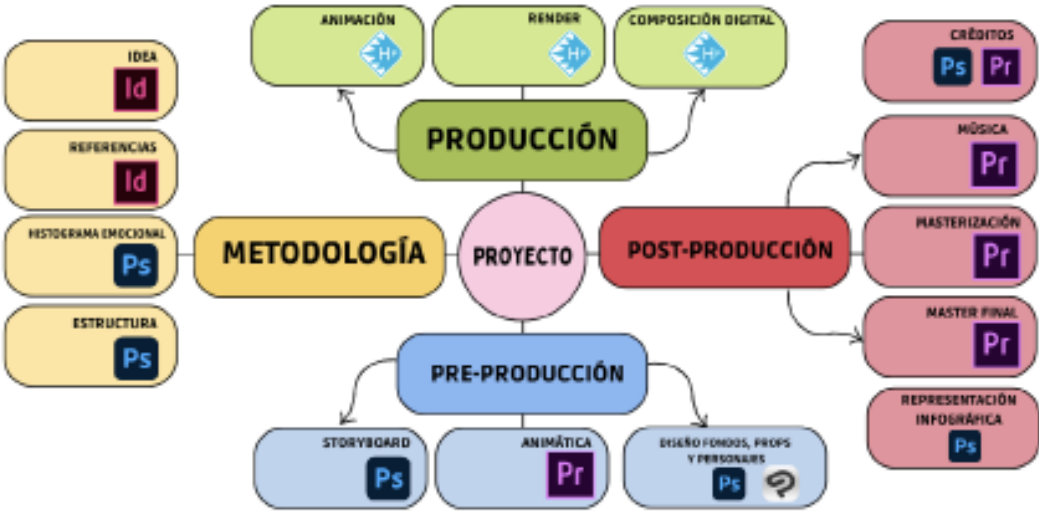 ANIMACIÓN
RENDER
COMPOSICIÓN DIGITAL
PRODUCCIÓN
IDEA
Id
REFERENCIAS
Id
HISTOGRAMA EMOCIONAL
Ps
ESTRUCTURA
Ps
METODOLOGÍA
PROYECTO
POST-PRODUCCIÓN
CRÉDITOS
Ps Pr
MÚSICA
Pr
MASTERIZACIÓN
Pr
MASTER FINAL
Pr
REPRESENTACIÓN
INFOGRÁFICA
Ps
PRE-PRODUCCIÓN
STORYBOARD
Ps
ANIMÁTICA
Pr
DISEÑO FONDOS, PROPS
Y PERSONAJES
Ps